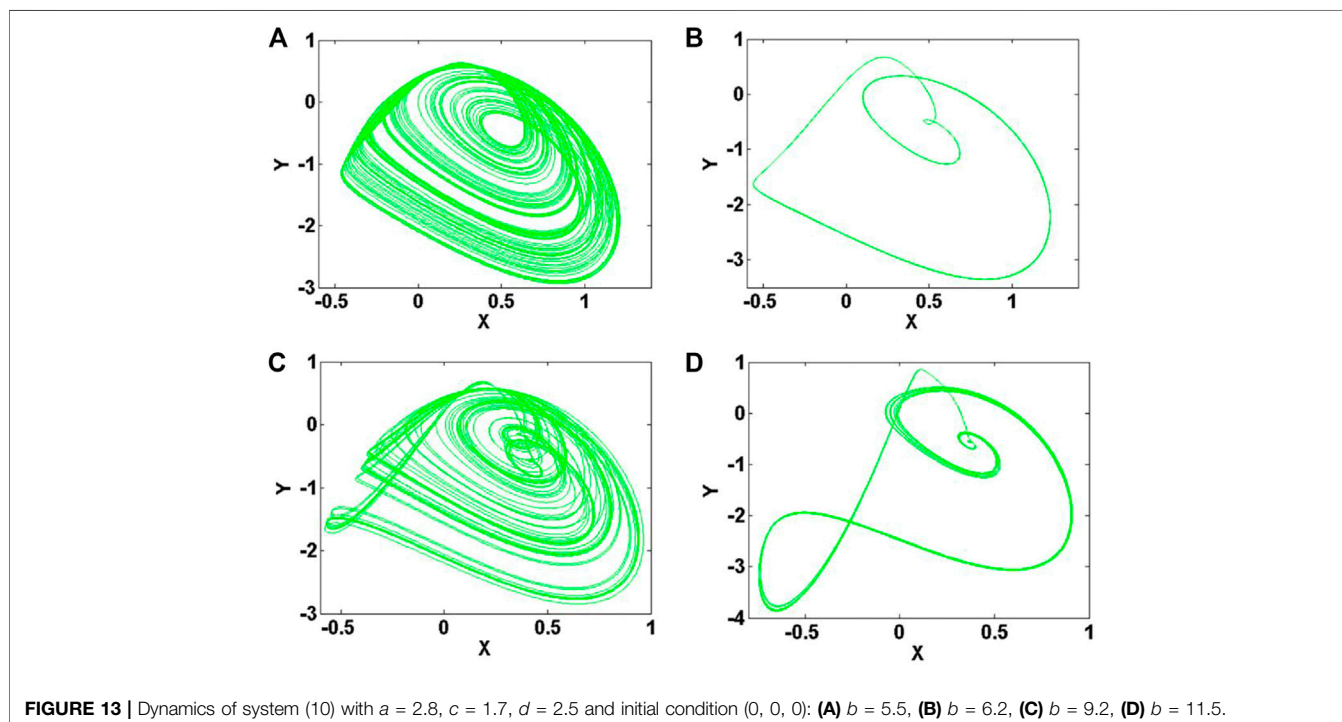 A
1
0
-1
-2
-3
Y
-0.5
0
0.5
1
X
B
1
0
-1
-2
-3
Y
-0.5
0
0.5
1
X
C
1
0
-1
-2
-3
Y
-0.5
0
0.5
1
X
D
1
0
-1
-2
-3
-4
Y
-0.5
0
0.5
1
X
FIGURE 13 | Dynamics of system (10) with a = 2.8, c = 1.7, d = 2.5 and initial condition (0, 0, 0): (A) b = 5.5, (B) b = 6.2, (C) b = 9.2, (D) b = 11.5.